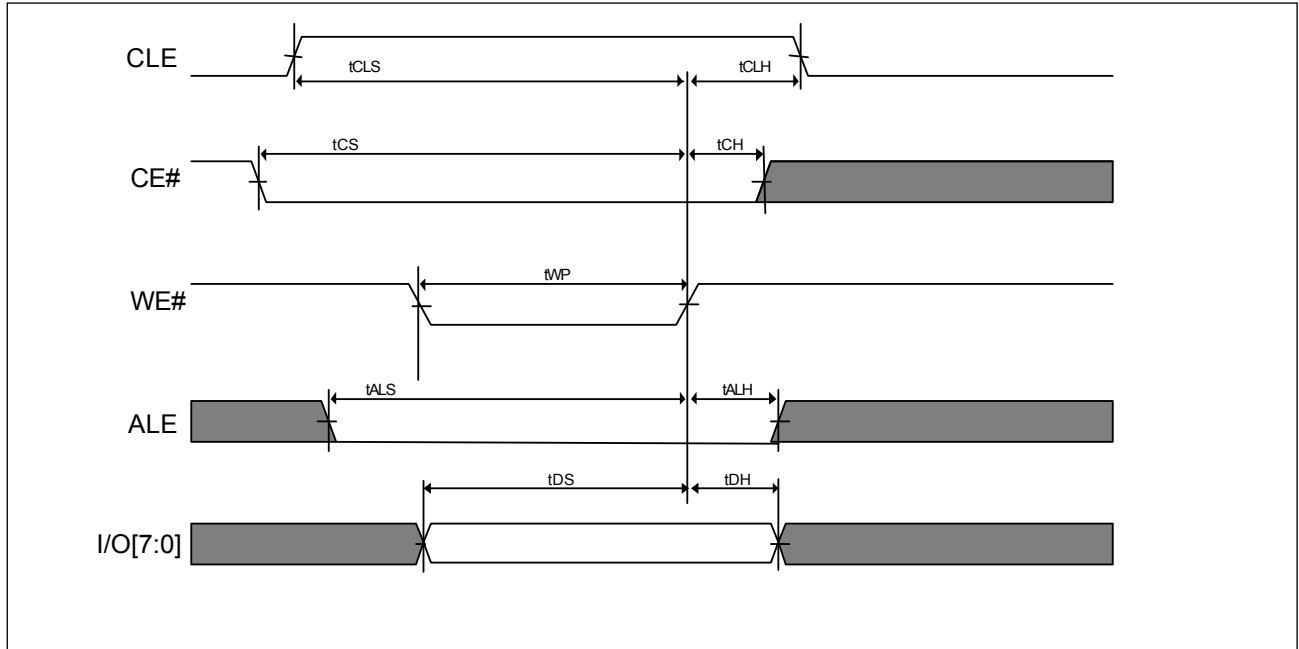 CLE
tCLS
tCLH
tCS
tCH
CE#
tWP
WE#
tALS
tALH
ALE
tDS
tDH
I/O[7:0]